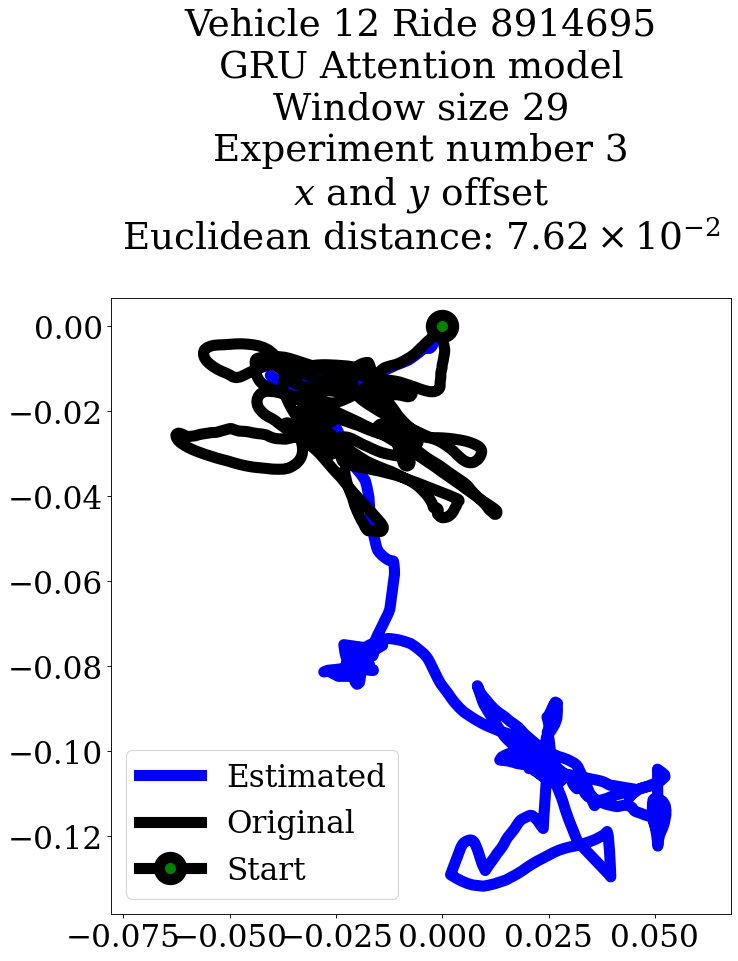 Vehicle 12 Ride 8914695
GRU Attention model
Window size 29
Experiment number 3
x and y offset
Euclidean distance: 7.62 × 10⁻²
0.00
−0.02
−0.04
−0.06
−0.08
−0.10
−0.12
Estimated
Original
Start
−0.075 −0.050 −0.025 0.000 0.025 0.050